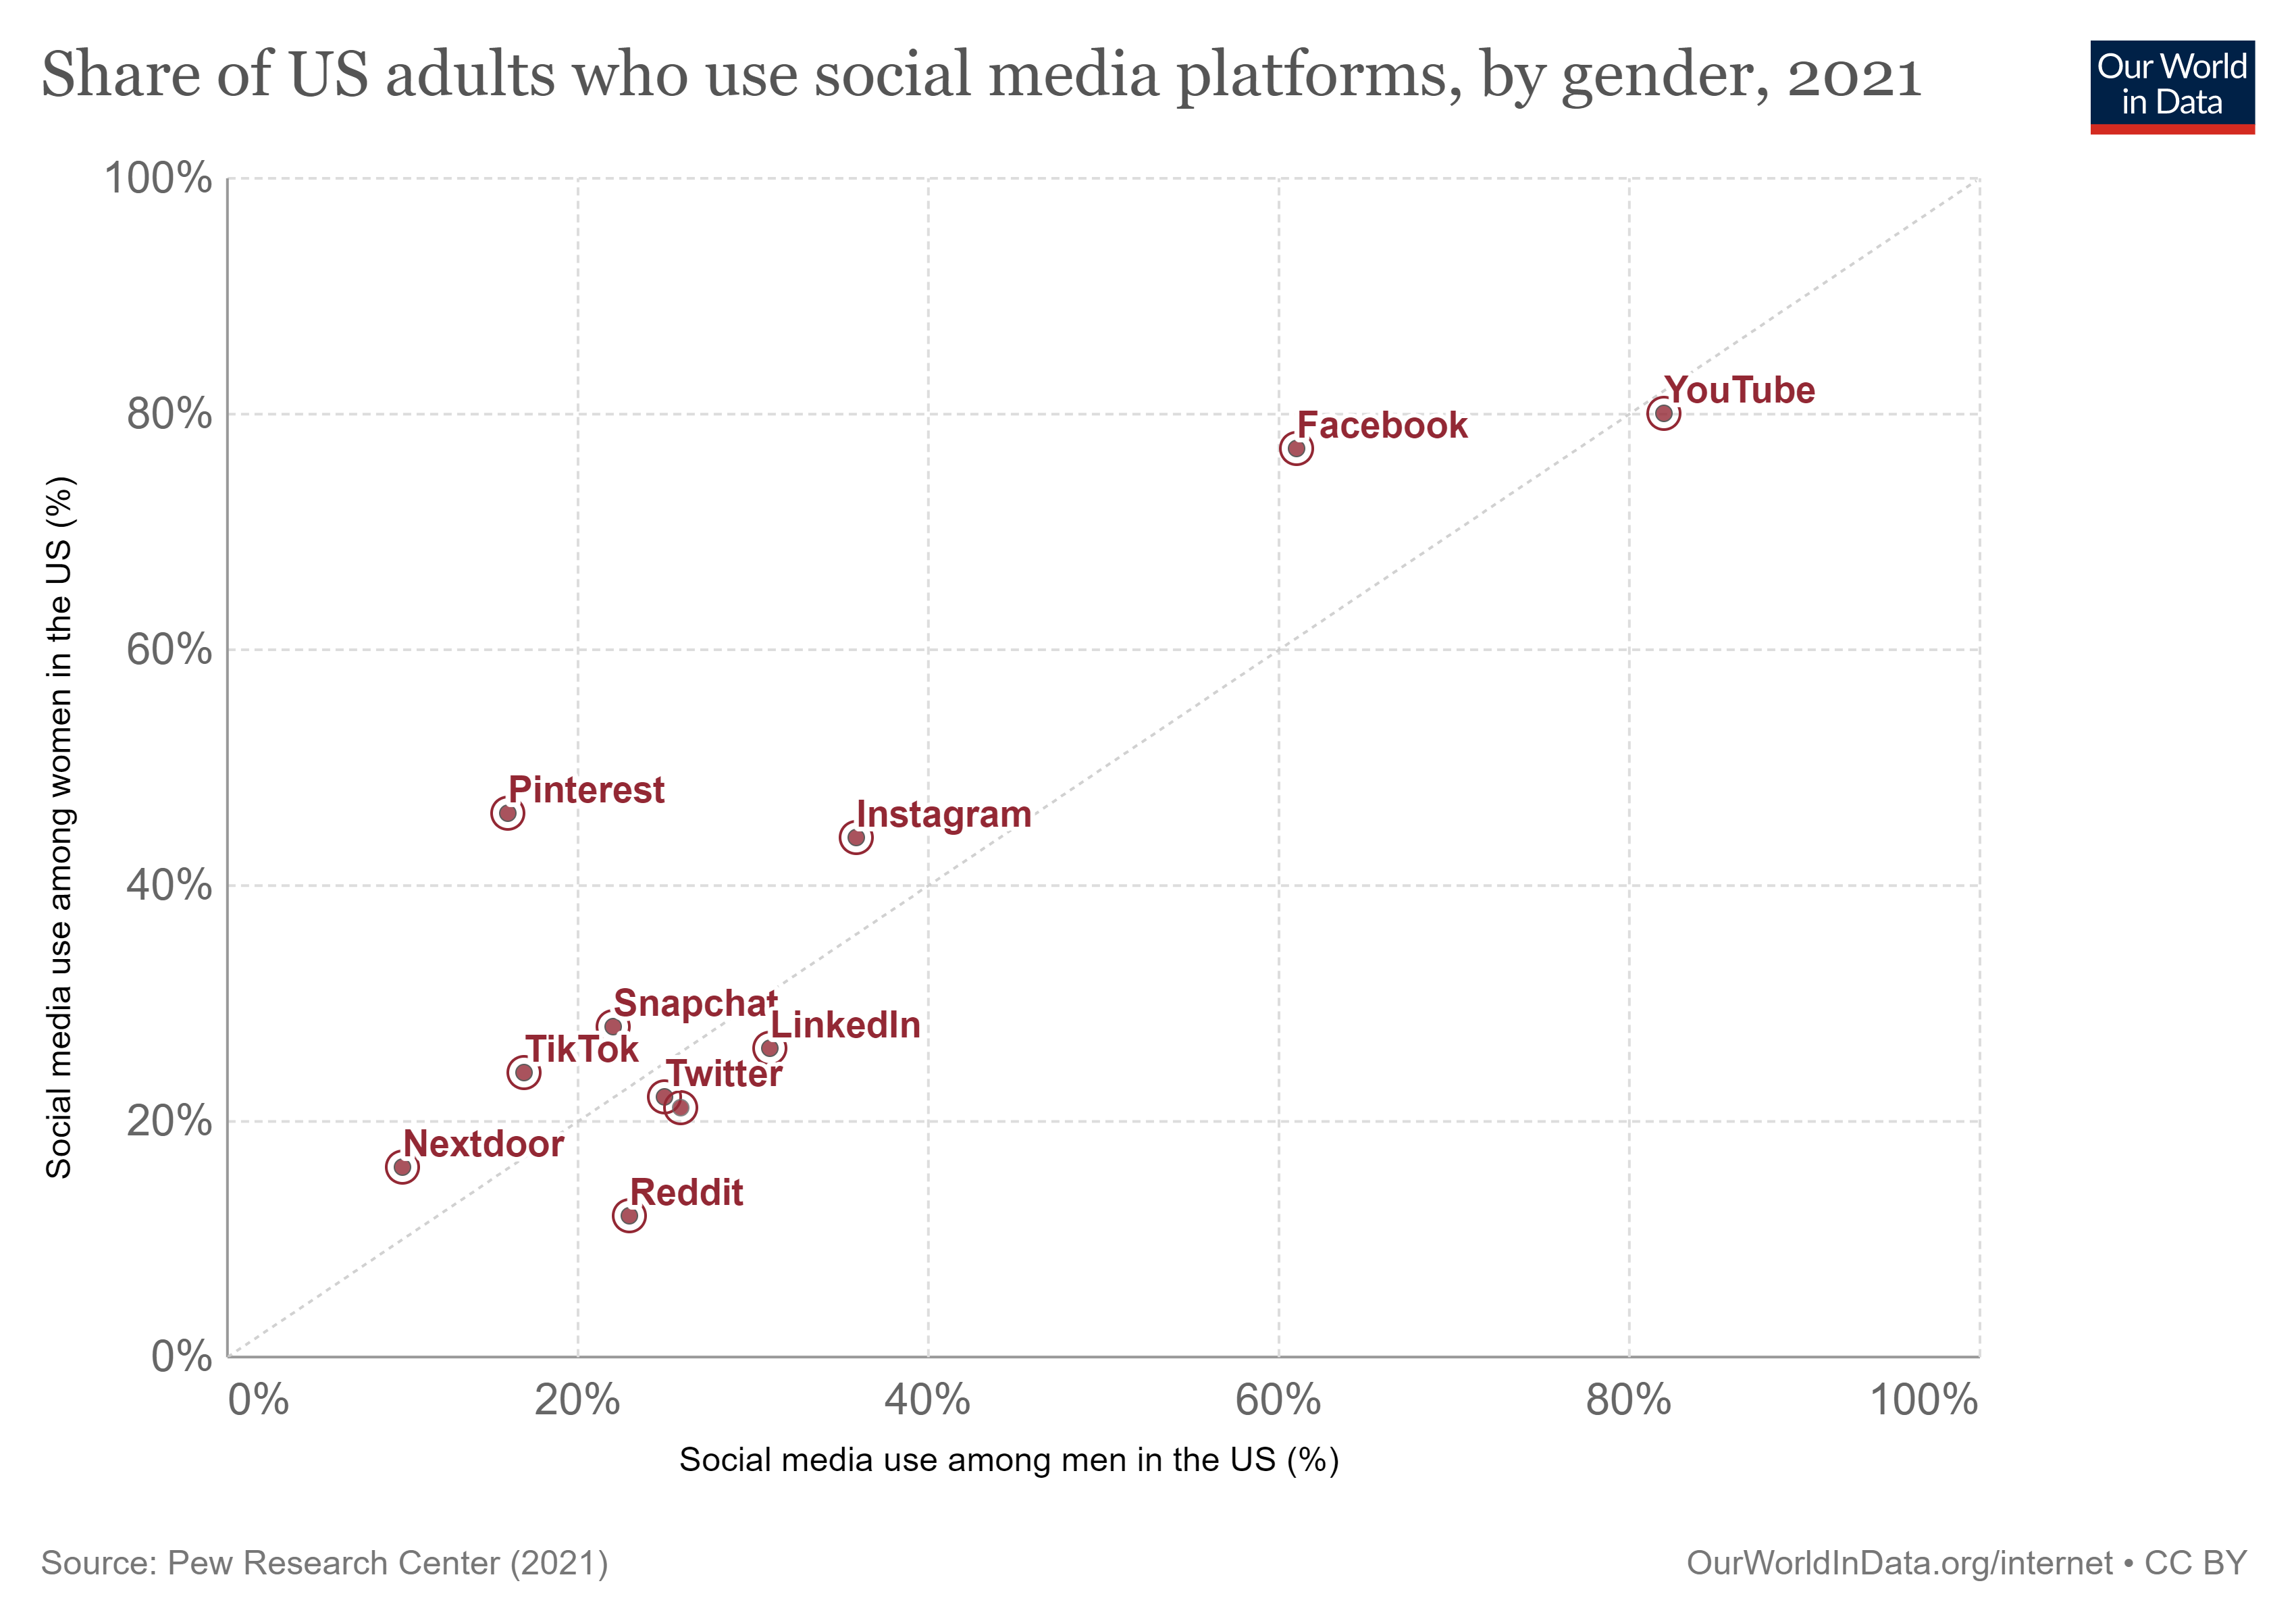 Share of US adults who use social media platforms, by gender, 2021
Our World
in Data
100%
80%
60%
40%
20%
0%
Social media use among women in the US (%)
YouTube
Facebook
Pinterest
Instagram
Snapchat
LinkedIn
TikTok
Twitter
Nextdoor
Reddit
0%
20%
40%
60%
80%
100%
Social media use among men in the US (%)
Source: Pew Research Center (2021)
OurWorldInData.org/internet • CC BY